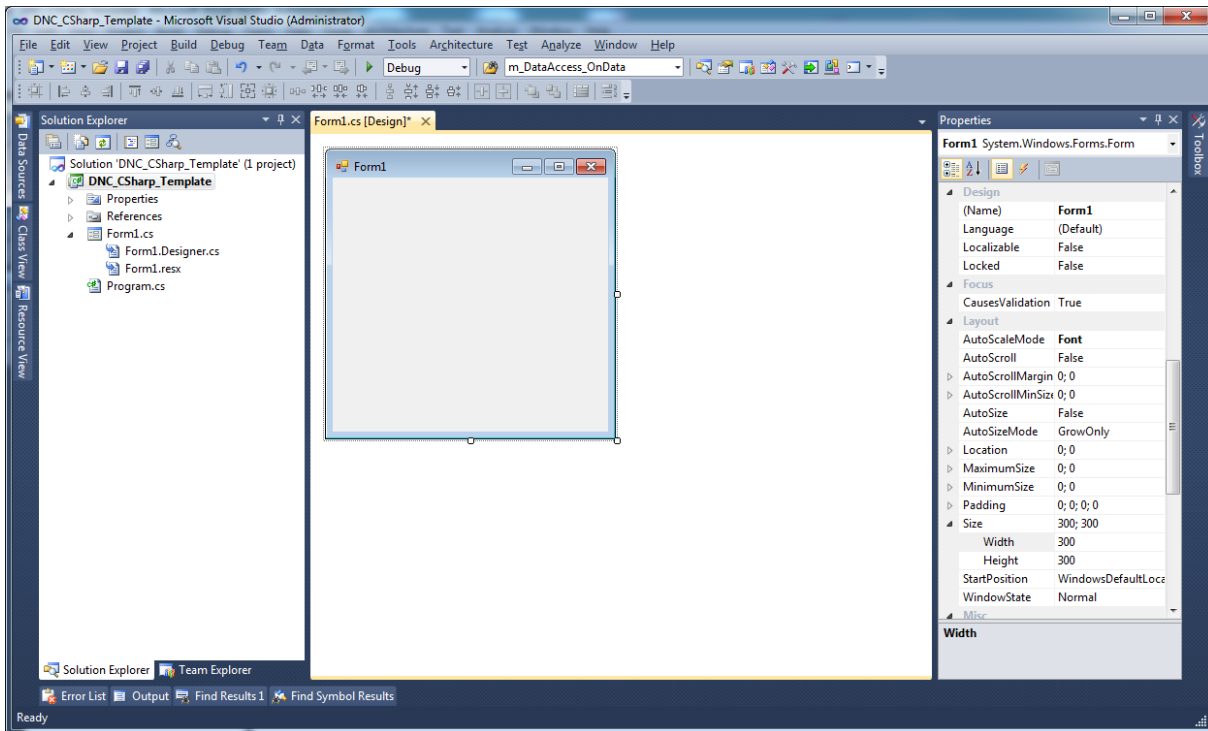 DNC_CSharp_Template - Microsoft Visual Studio (Administrator)
File Edit View Project Build Debug Team Data Format Tools Architecture Test Analyze Window Help
Debug m_DataAccess_OnData
Data Sources
Class View
Resource View
Solution Explorer
Solution 'DNC_CSharp_Template' (1 project)
DNC_CSharp_Template
Properties
References
Form1.cs
Form1.Designer.cs
Form1.resx
Program.cs
Solution Explorer Team Explorer
Form1.cs [Design]*
Form1
Properties
Form1 System.Windows.Forms.Form
Design
(Name) Form1
Language (Default)
Localizable False
Locked False
Focus
CausesValidation True
Layout
AutoScaleMode Font
AutoScroll False
AutoScrollMargin 0; 0
AutoScrollMinSize 0; 0
AutoSize False
AutoSizeMode GrowOnly
Location 0; 0
MaximumSize 0; 0
MinimumSize 0; 0
Padding 0; 0; 0; 0
Size 300; 300
Width 300
Height 300
StartPosition WindowsDefaultLoca
WindowState Normal
Misc
Width
Toolbox
Error List Output Find Results 1 Find Symbol Results
Ready